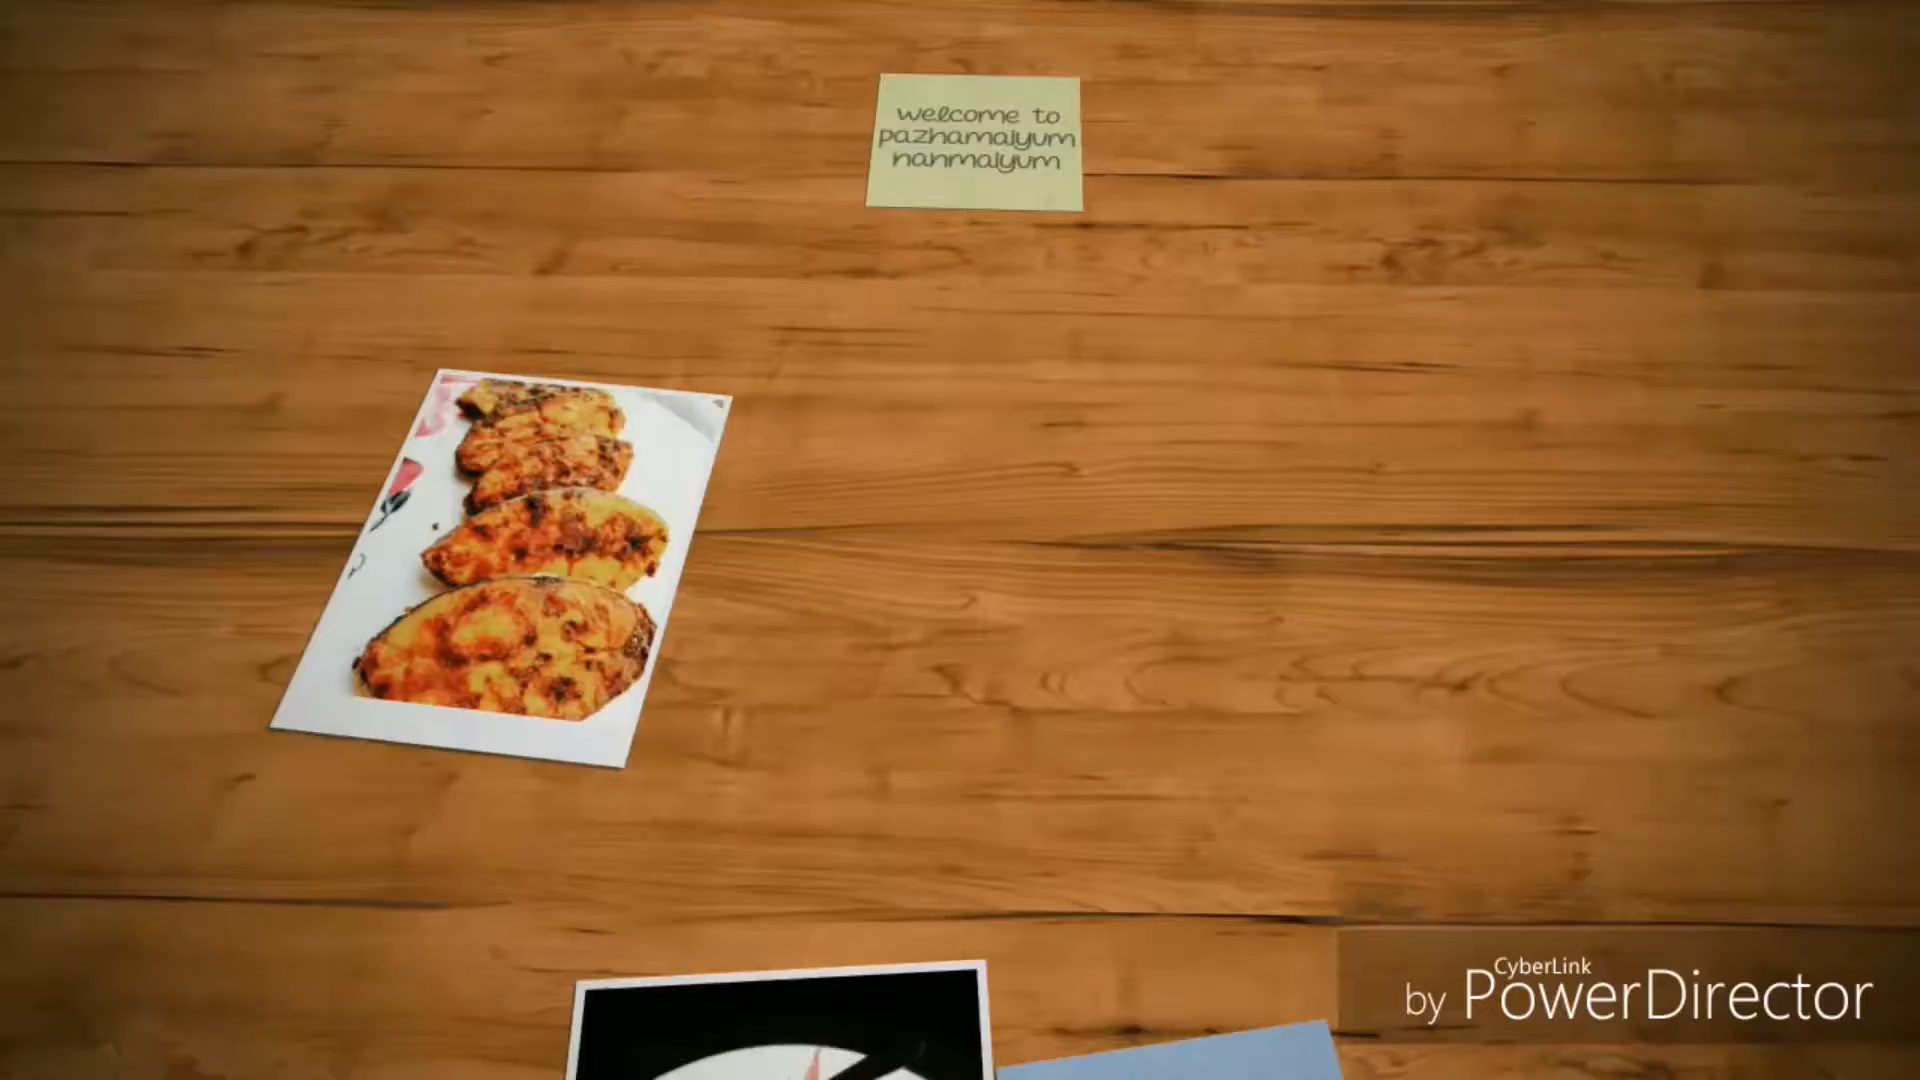 welcome to
pazhamaiyum
nanmaiyum
CyberLink
by PowerDirector